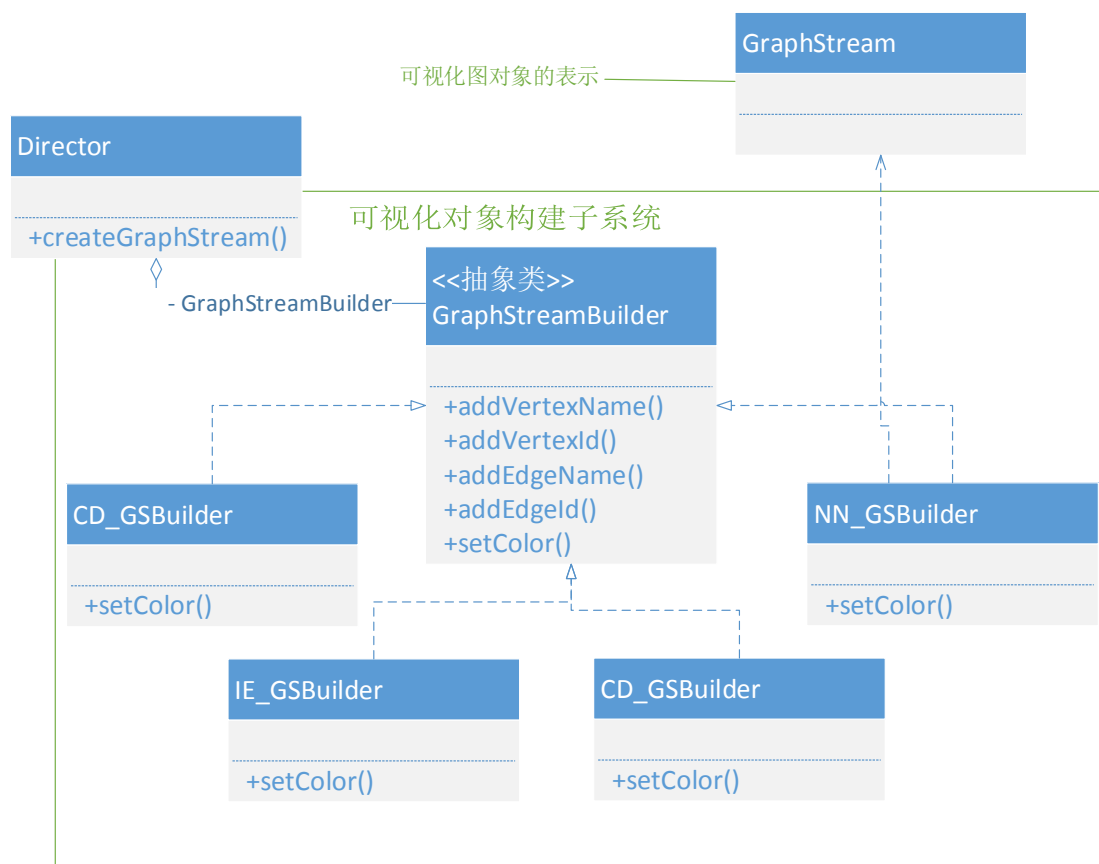 GraphStream
可视化图对象的表示
Director
+createGraphStream()
可视化对象构建子系统
<<抽象类>>
GraphStreamBuilder
- GraphStreamBuilder
+addVertexName()
+addVertexId()
+addEdgeName()
+addEdgeId()
+setColor()
CD_GSBuilder
+setColor()
NN_GSBuilder
+setColor()
IE_GSBuilder
+setColor()
CD_GSBuilder
+setColor()